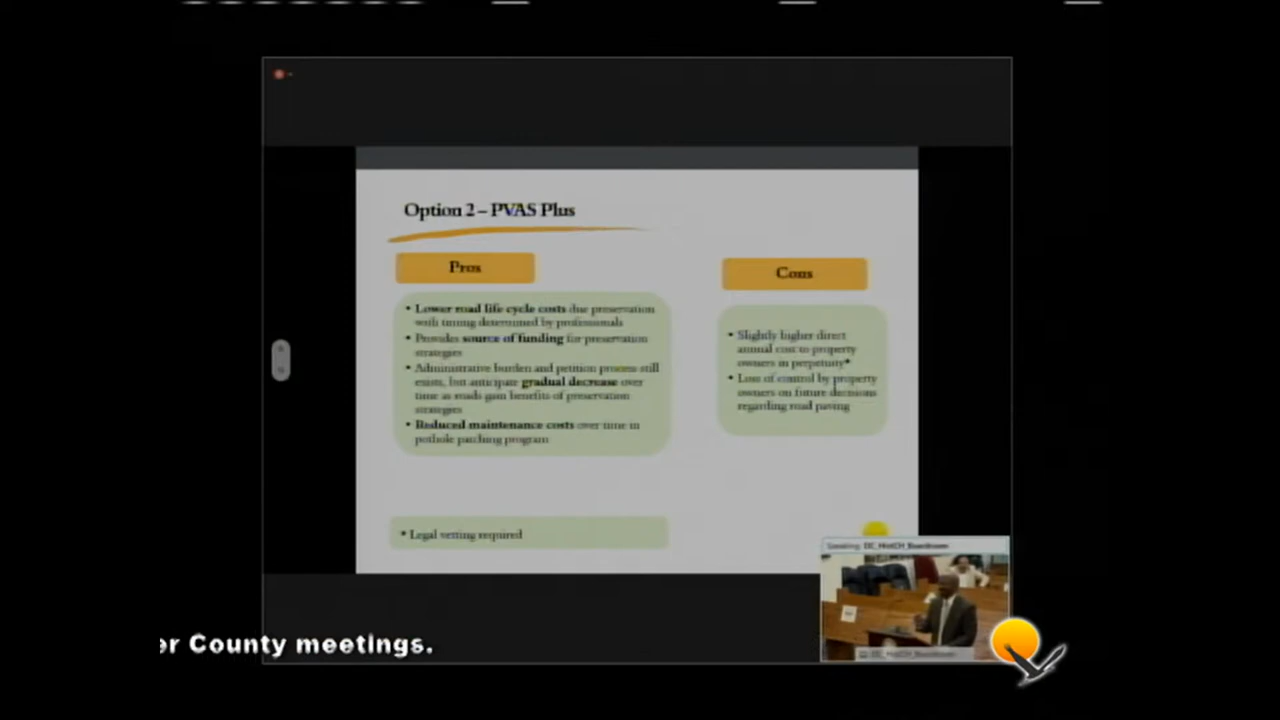 Option 2 – PVAS Plus
Pros
• Lower road life cycle costs due preservation
with timing determined by professionals
• Provides source of funding for preservation
strategies
• Administrative burden and petition process still
exists, but anticipate gradual decrease over
time as roads gain benefits of preservation
strategies
• Reduced maintenance costs over time in
pothole patching program
Cons
• Slightly higher direct
annual cost to property
owners in perpetuity*
• Loss of control by property
owners on future decisions
regarding road paving
* Legal vetting required
Speaking:
er County meetings.